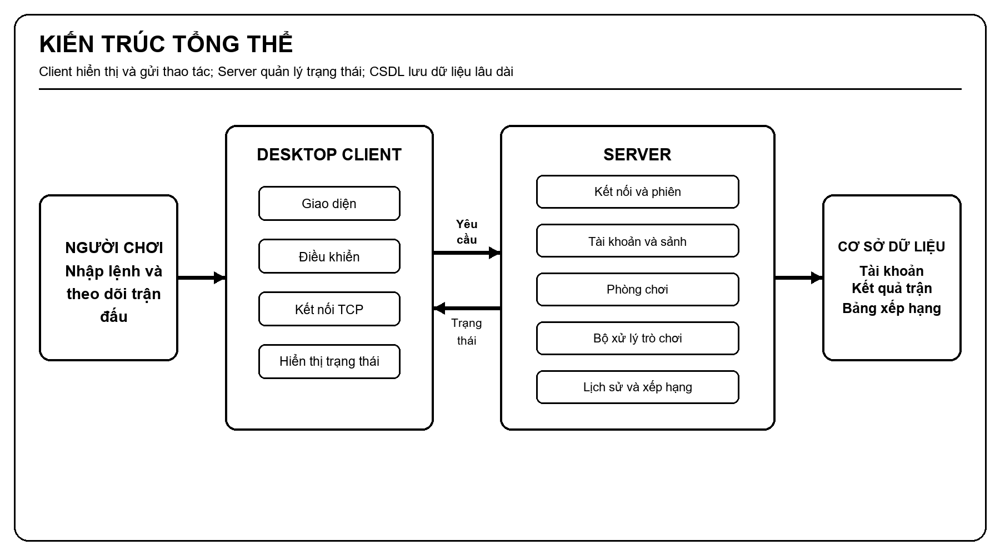 KIẾN TRÚC TỔNG THỂ
Client hiển thị và gửi thao tác; Server quản lý trạng thái; CSDL lưu dữ liệu lâu dài
NGƯỜI CHƠI
Nhập lệnh và
theo dõi trận
đấu
DESKTOP CLIENT
Giao diện
Điều khiển
Kết nối TCP
Hiển thị trạng thái
Yêu
cầu
Trạng
thái
SERVER
Kết nối và phiên
Tài khoản và sảnh
Phòng chơi
Bộ xử lý trò chơi
Lịch sử và xếp hạng
CƠ SỞ DỮ LIỆU
Tài khoản
Kết quả trận
Bảng xếp hạng